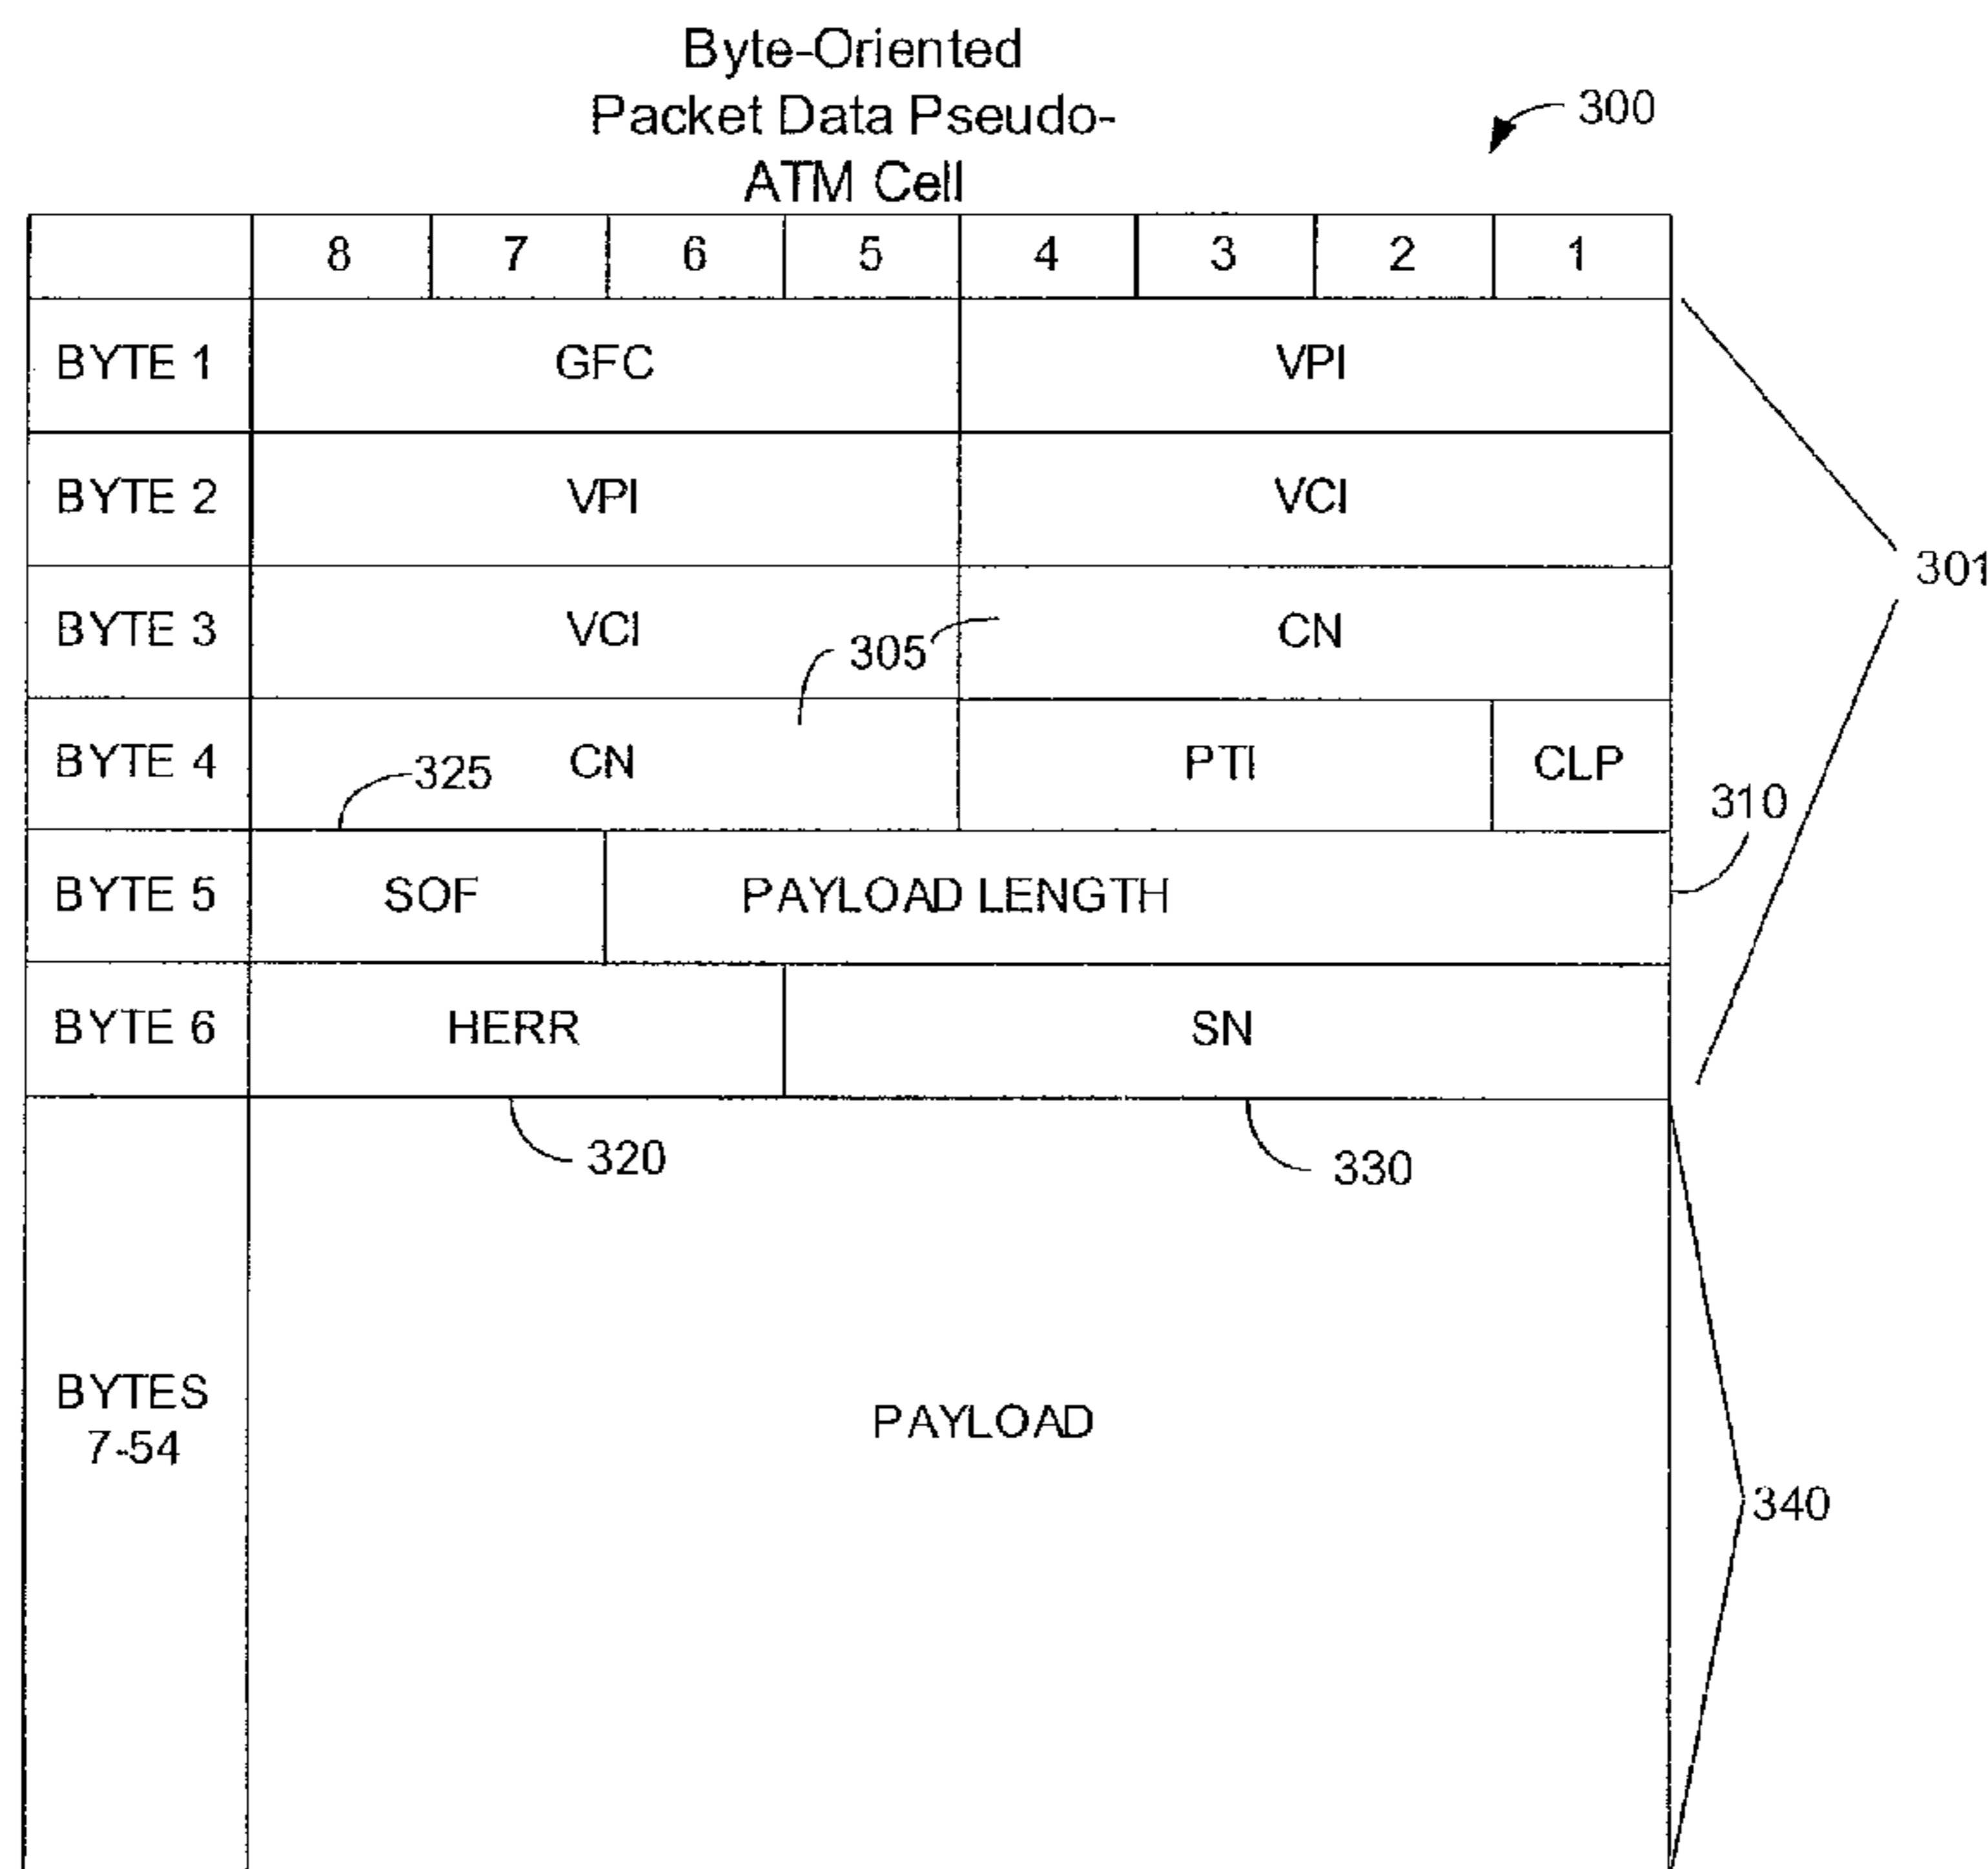 Byte-Oriented
Packet Data Pseudo-
ATM Cell
300
8 7 6 5 4 3 2 1
BYTE 1 GFC VPI
BYTE 2 VPI VCI
301
BYTE 3 VCI 305 CN
BYTE 4 325 CN PTI CLP
310
BYTE 5 SOF PAYLOAD LENGTH
BYTE 6 HERR SN
320 330
BYTES
7-54
PAYLOAD
340